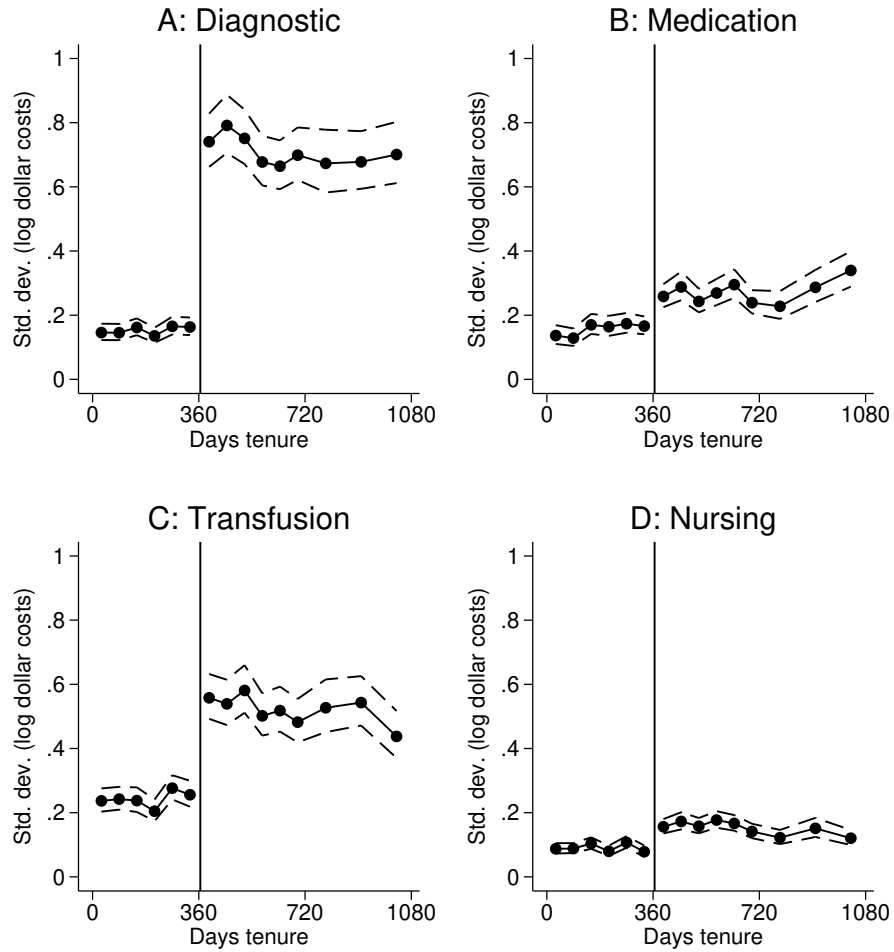 A: Diagnostic
Std. dev. (log dollar costs)
1
.8
.6
.4
.2
0
0 360 720 1080
Days tenure
B: Medication
Std. dev. (log dollar costs)
1
.8
.6
.4
.2
0
0 360 720 1080
Days tenure
C: Transfusion
Std. dev. (log dollar costs)
1
.8
.6
.4
.2
0
0 360 720 1080
Days tenure
D: Nursing
Std. dev. (log dollar costs)
1
.8
.6
.4
.2
0
0 360 720 1080
Days tenure